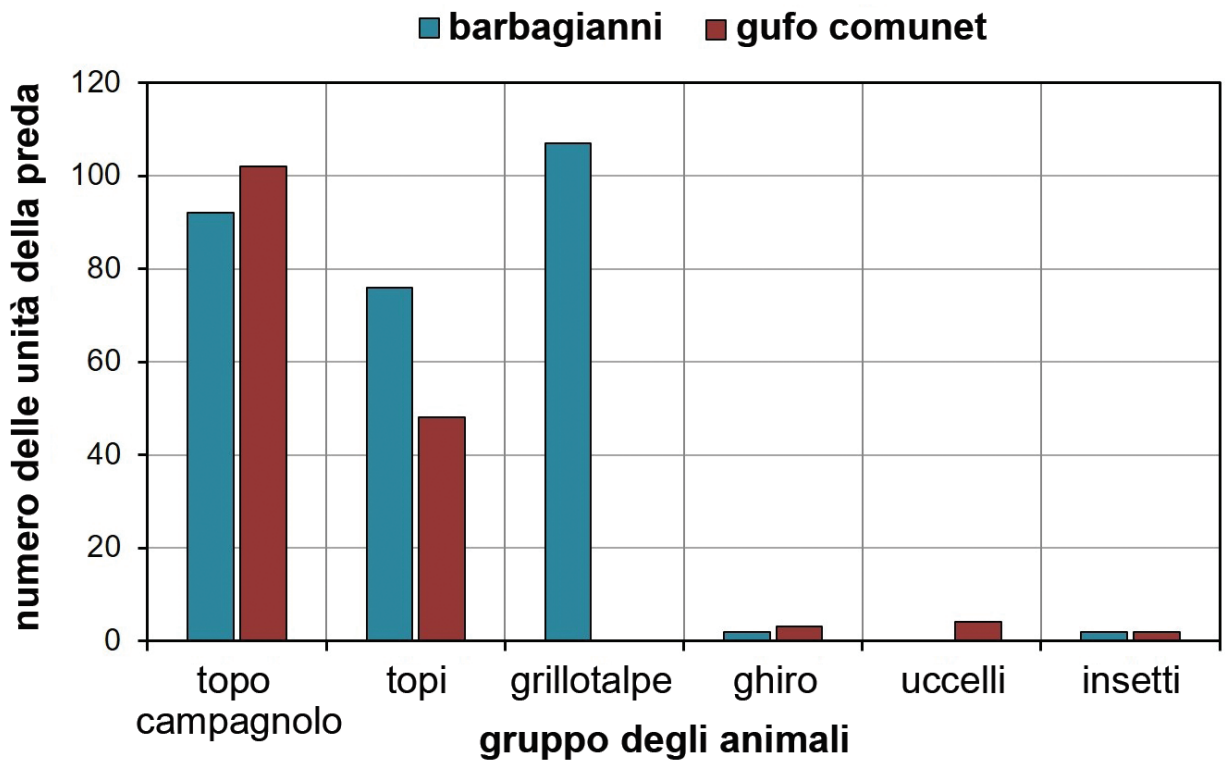 barbagianni gufo comunet
numero delle unità della preda
120
100
80
60
40
20
0
topo campagnolo
topi
grillotalpe
ghiro
uccelli
insetti
gruppo degli animali